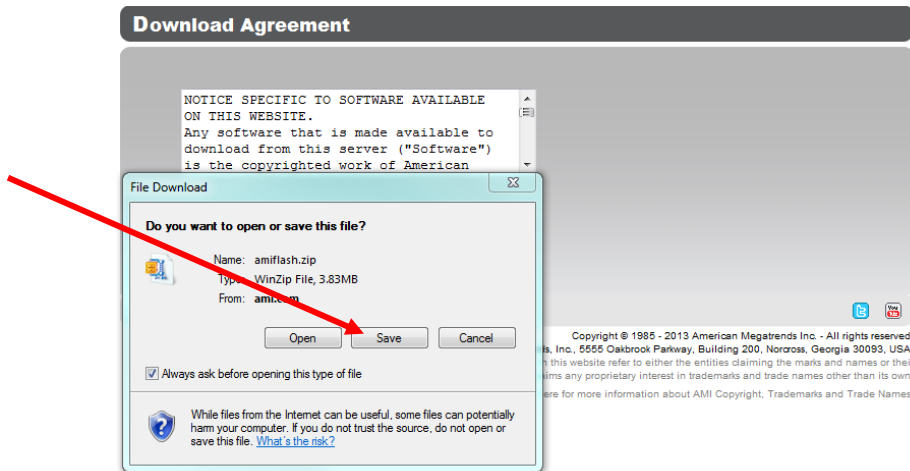 Download Agreement
NOTICE SPECIFIC TO SOFTWARE AVAILABLE
ON THIS WEBSITE.
Any software that is made available to
download from this server ("Software")
is the copyrighted work of American
File Download
Do you want to open or save this file?
Name: amiflash.zip
Type: WinZip File, 3.83MB
From: ami.com
Open Save Cancel
Always ask before opening this type of file
While files from the Internet can be useful, some files can potentially
harm your computer. If you do not trust the source, do not open or
save this file. What's the risk?
You
Copyright © 1985 - 2013 American Megatrends Inc. - All rights reserved
Inc., 5555 Oakbrook Parkway, Building 200, Norcross, Georgia 30093, USA
this website refer to either the entities claiming the marks and names or thei
any proprietary interest in trademarks and trade names other than its own
for more information about AMI Copyright, Trademarks and Trade Names